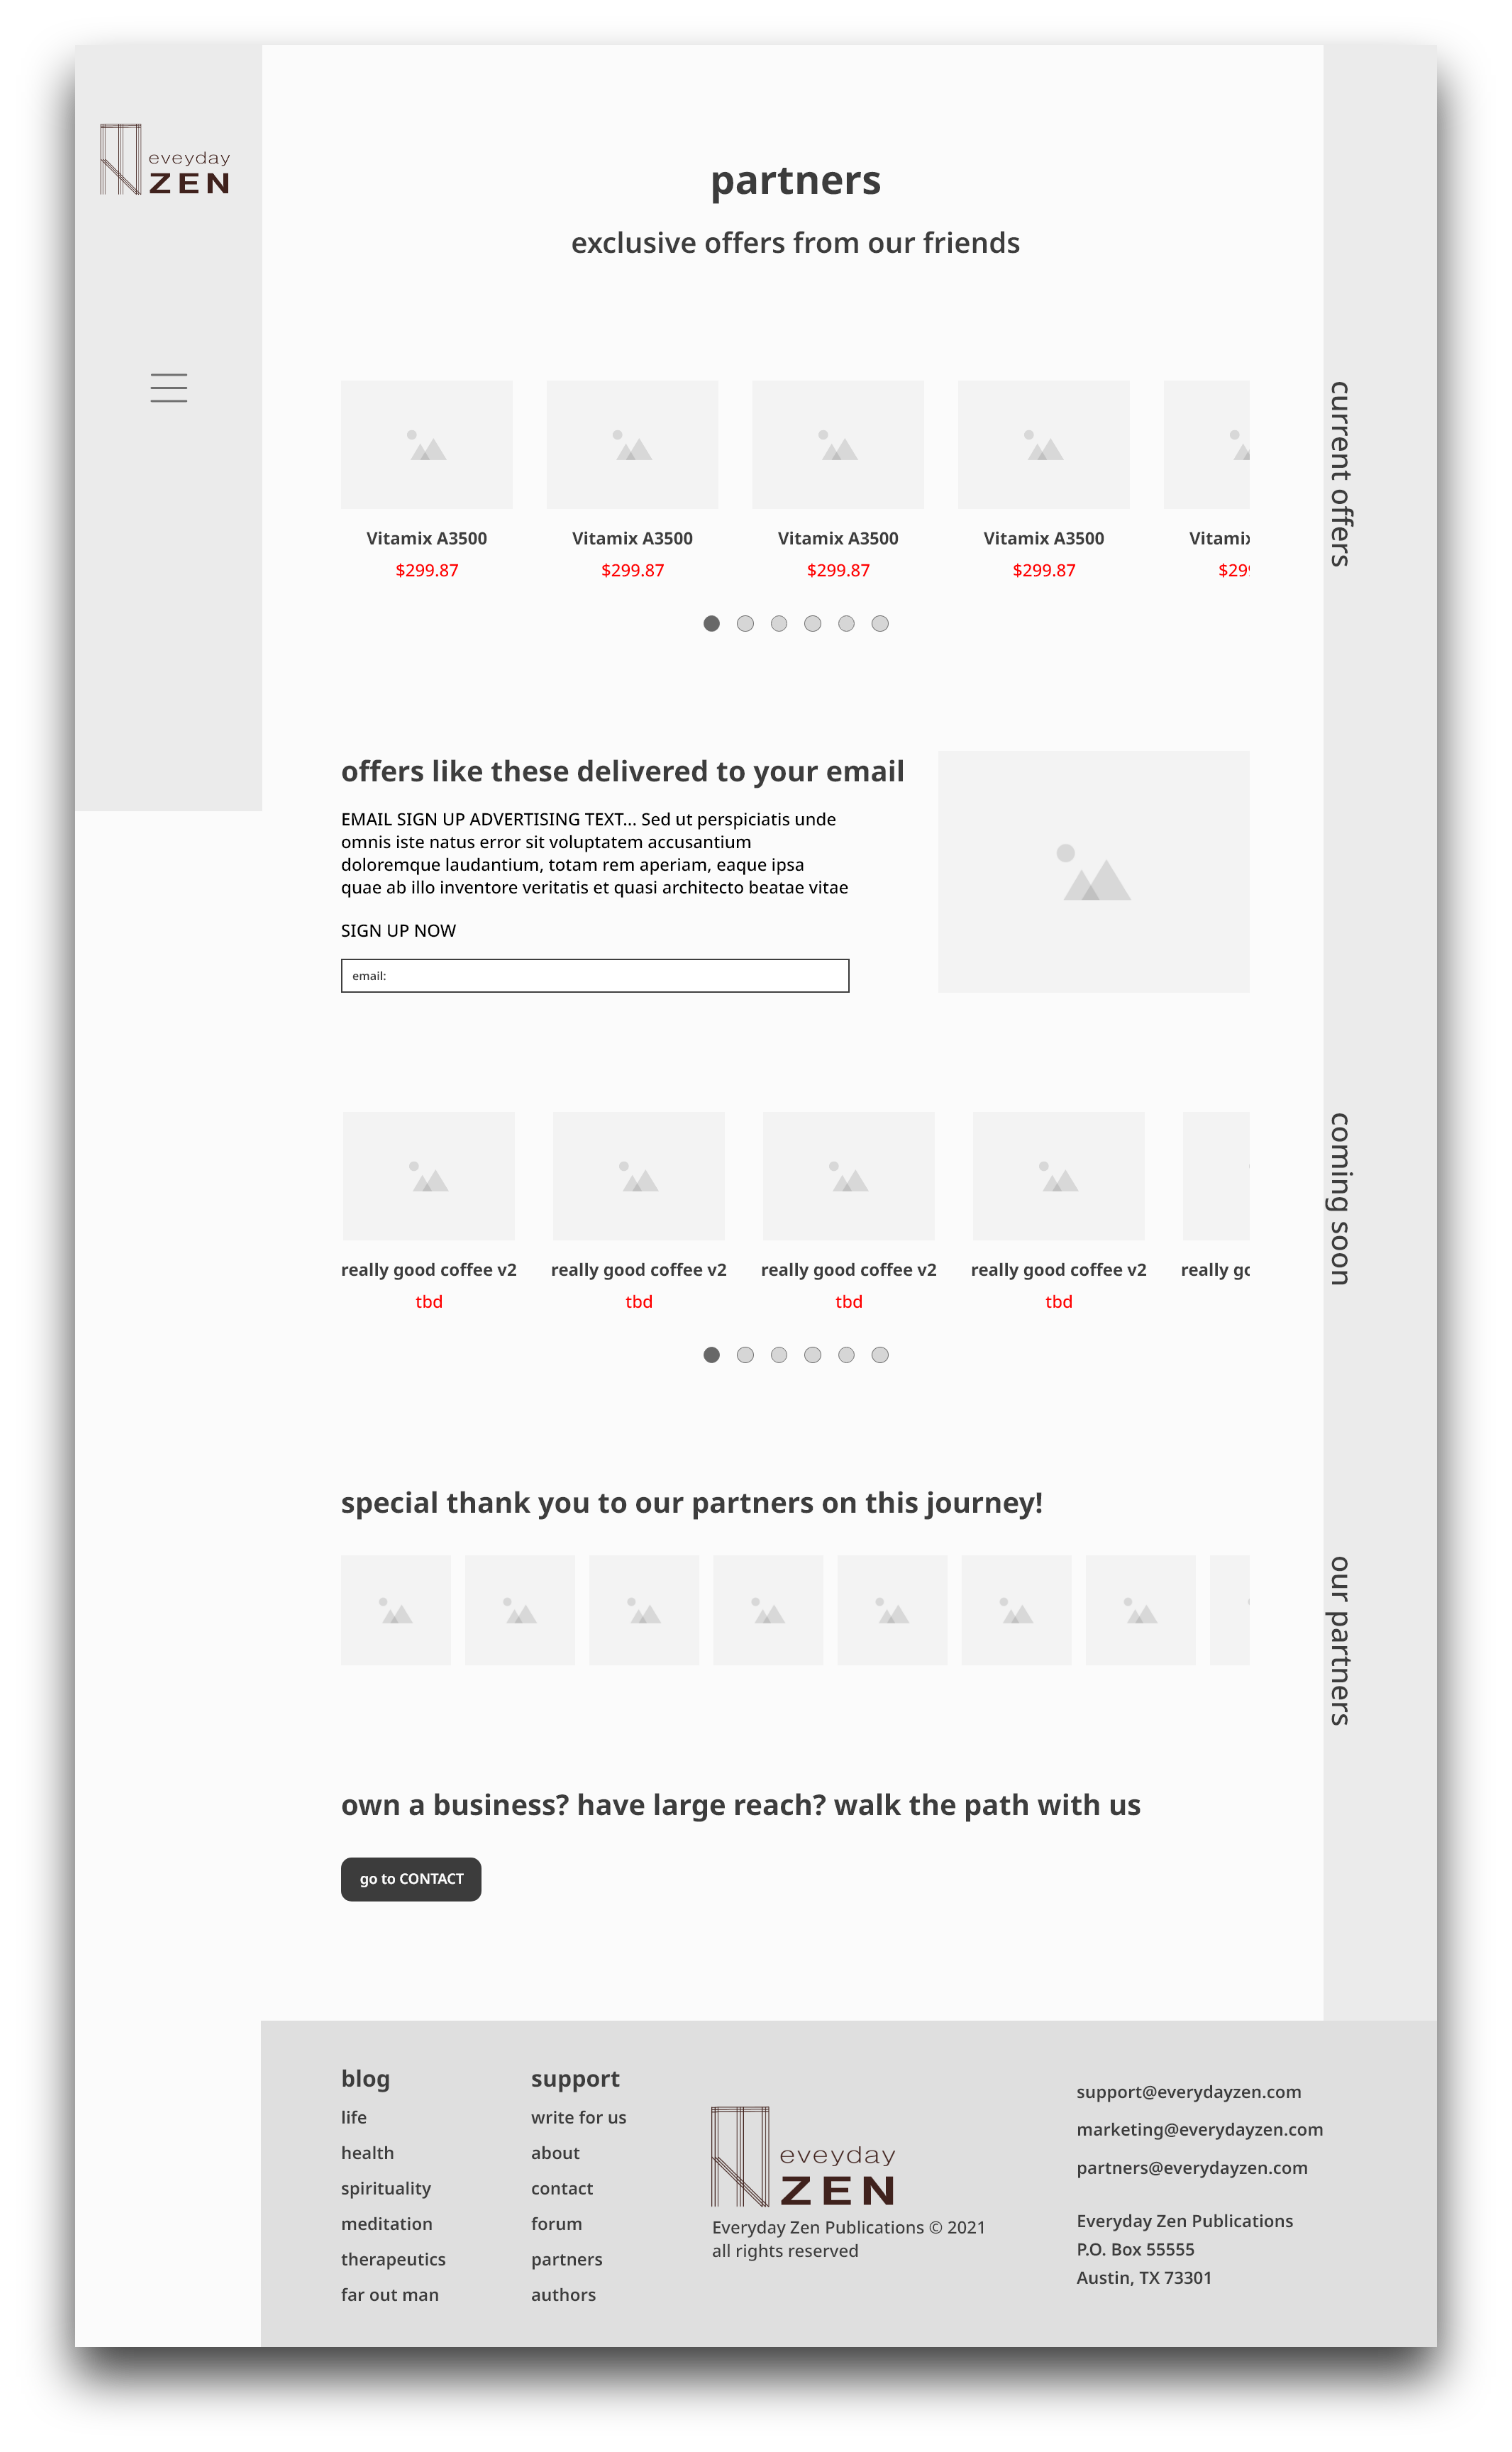 eveyday
ZEN
partners
exclusive offers from our friends
current offers
Vitamix A3500
$299.87
Vitamix A3500
$299.87
Vitamix A3500
$299.87
Vitamix A3500
$299.87
Vitamix
$299
offers like these delivered to your email
EMAIL SIGN UP ADVERTISING TEXT... Sed ut perspiciatis unde
omnis iste natus error sit voluptatem accusantium
doloremque laudantium, totam rem aperiam, eaque ipsa
quae ab illo inventore veritatis et quasi architecto beatae vitae
SIGN UP NOW
email:
coming soon
really good coffee v2
tbd
really good coffee v2
tbd
really good coffee v2
tbd
really good coffee v2
tbd
really go
special thank you to our partners on this journey!
our partners
own a business? have large reach? walk the path with us
go to CONTACT
blog
life
health
spirituality
meditation
therapeutics
far out man
support
write for us
about
contact
forum
partners
authors
eveyday
ZEN
Everyday Zen Publications © 2021
all rights reserved
support@everydayzen.com
marketing@everydayzen.com
partners@everydayzen.com
Everyday Zen Publications
P.O. Box 55555
Austin, TX 73301